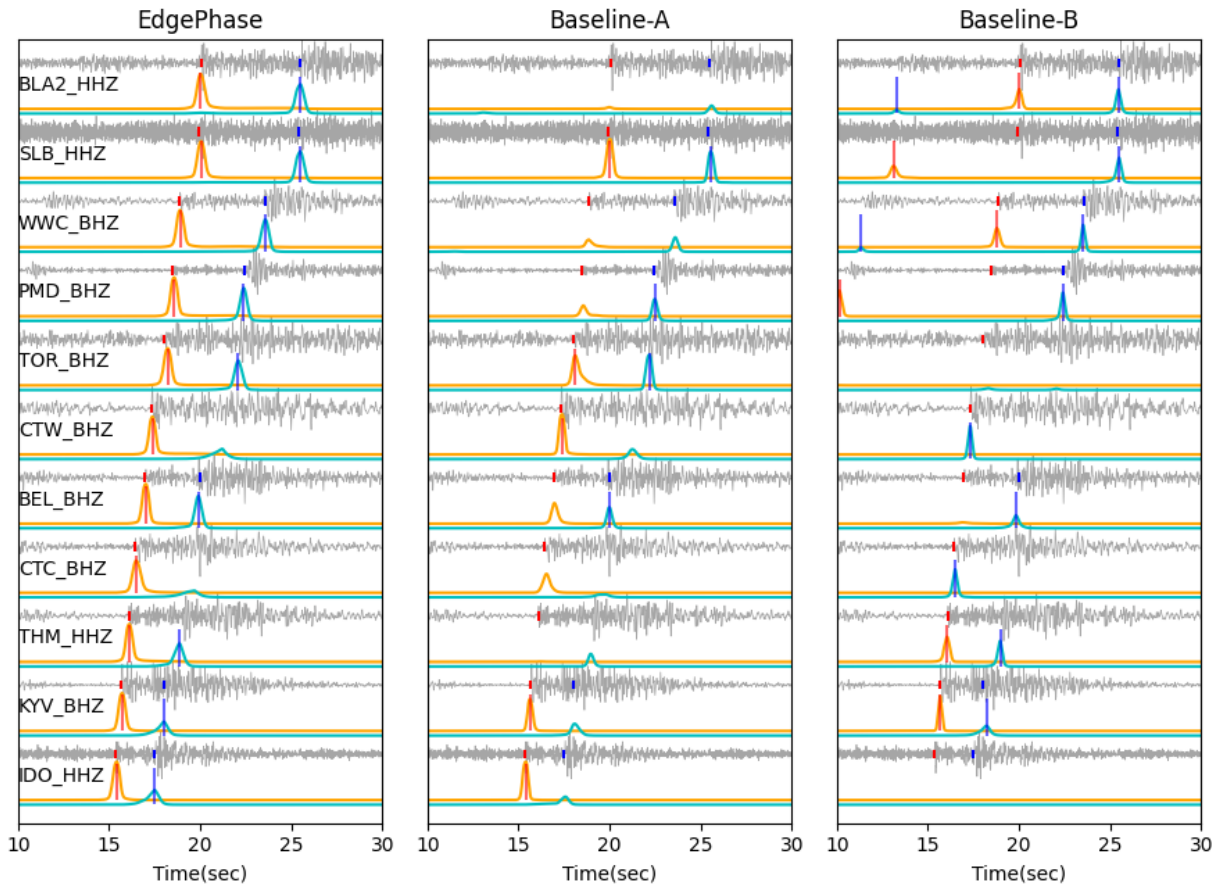 EdgePhase Baseline-A Baseline-B
BLA2_HHZ
SLB_HHZ
WWC_BHZ
PMD_BHZ
TOR_BHZ
CTW_BHZ
BEL_BHZ
CTC_BHZ
THM_HHZ
KYV_BHZ
IDO_HHZ
10 15 20 25 30 10 15 20 25 30 10 15 20 25 30
Time(sec) Time(sec) Time(sec)